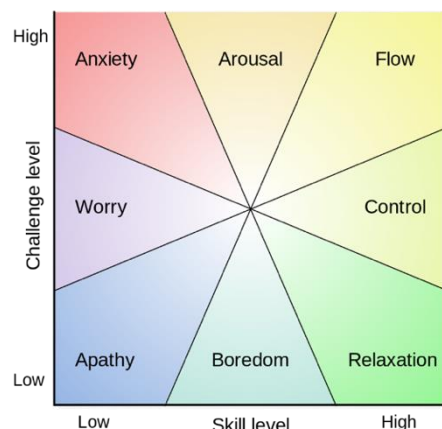 High
Anxiety Arousal Flow
Challenge level
Worry Control
Apathy Boredom Relaxation
Low
Low Skill level High